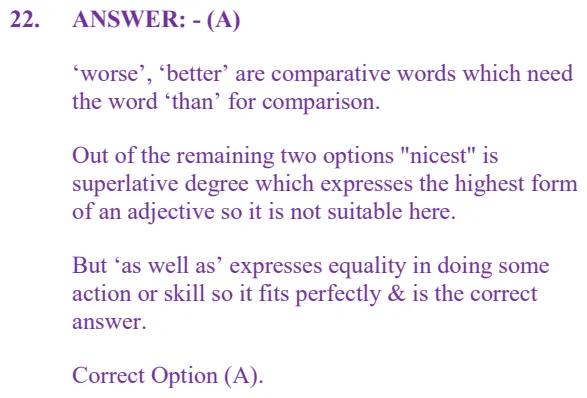 22. ANSWER: - (A)
‘worse’, ‘better’ are comparative words which need
the word ‘than’ for comparison.
Out of the remaining two options "nicest" is
superlative degree which expresses the highest form
of an adjective so it is not suitable here.
But ‘as well as’ expresses equality in doing some
action or skill so it fits perfectly & is the correct
answer.
Correct Option (A).